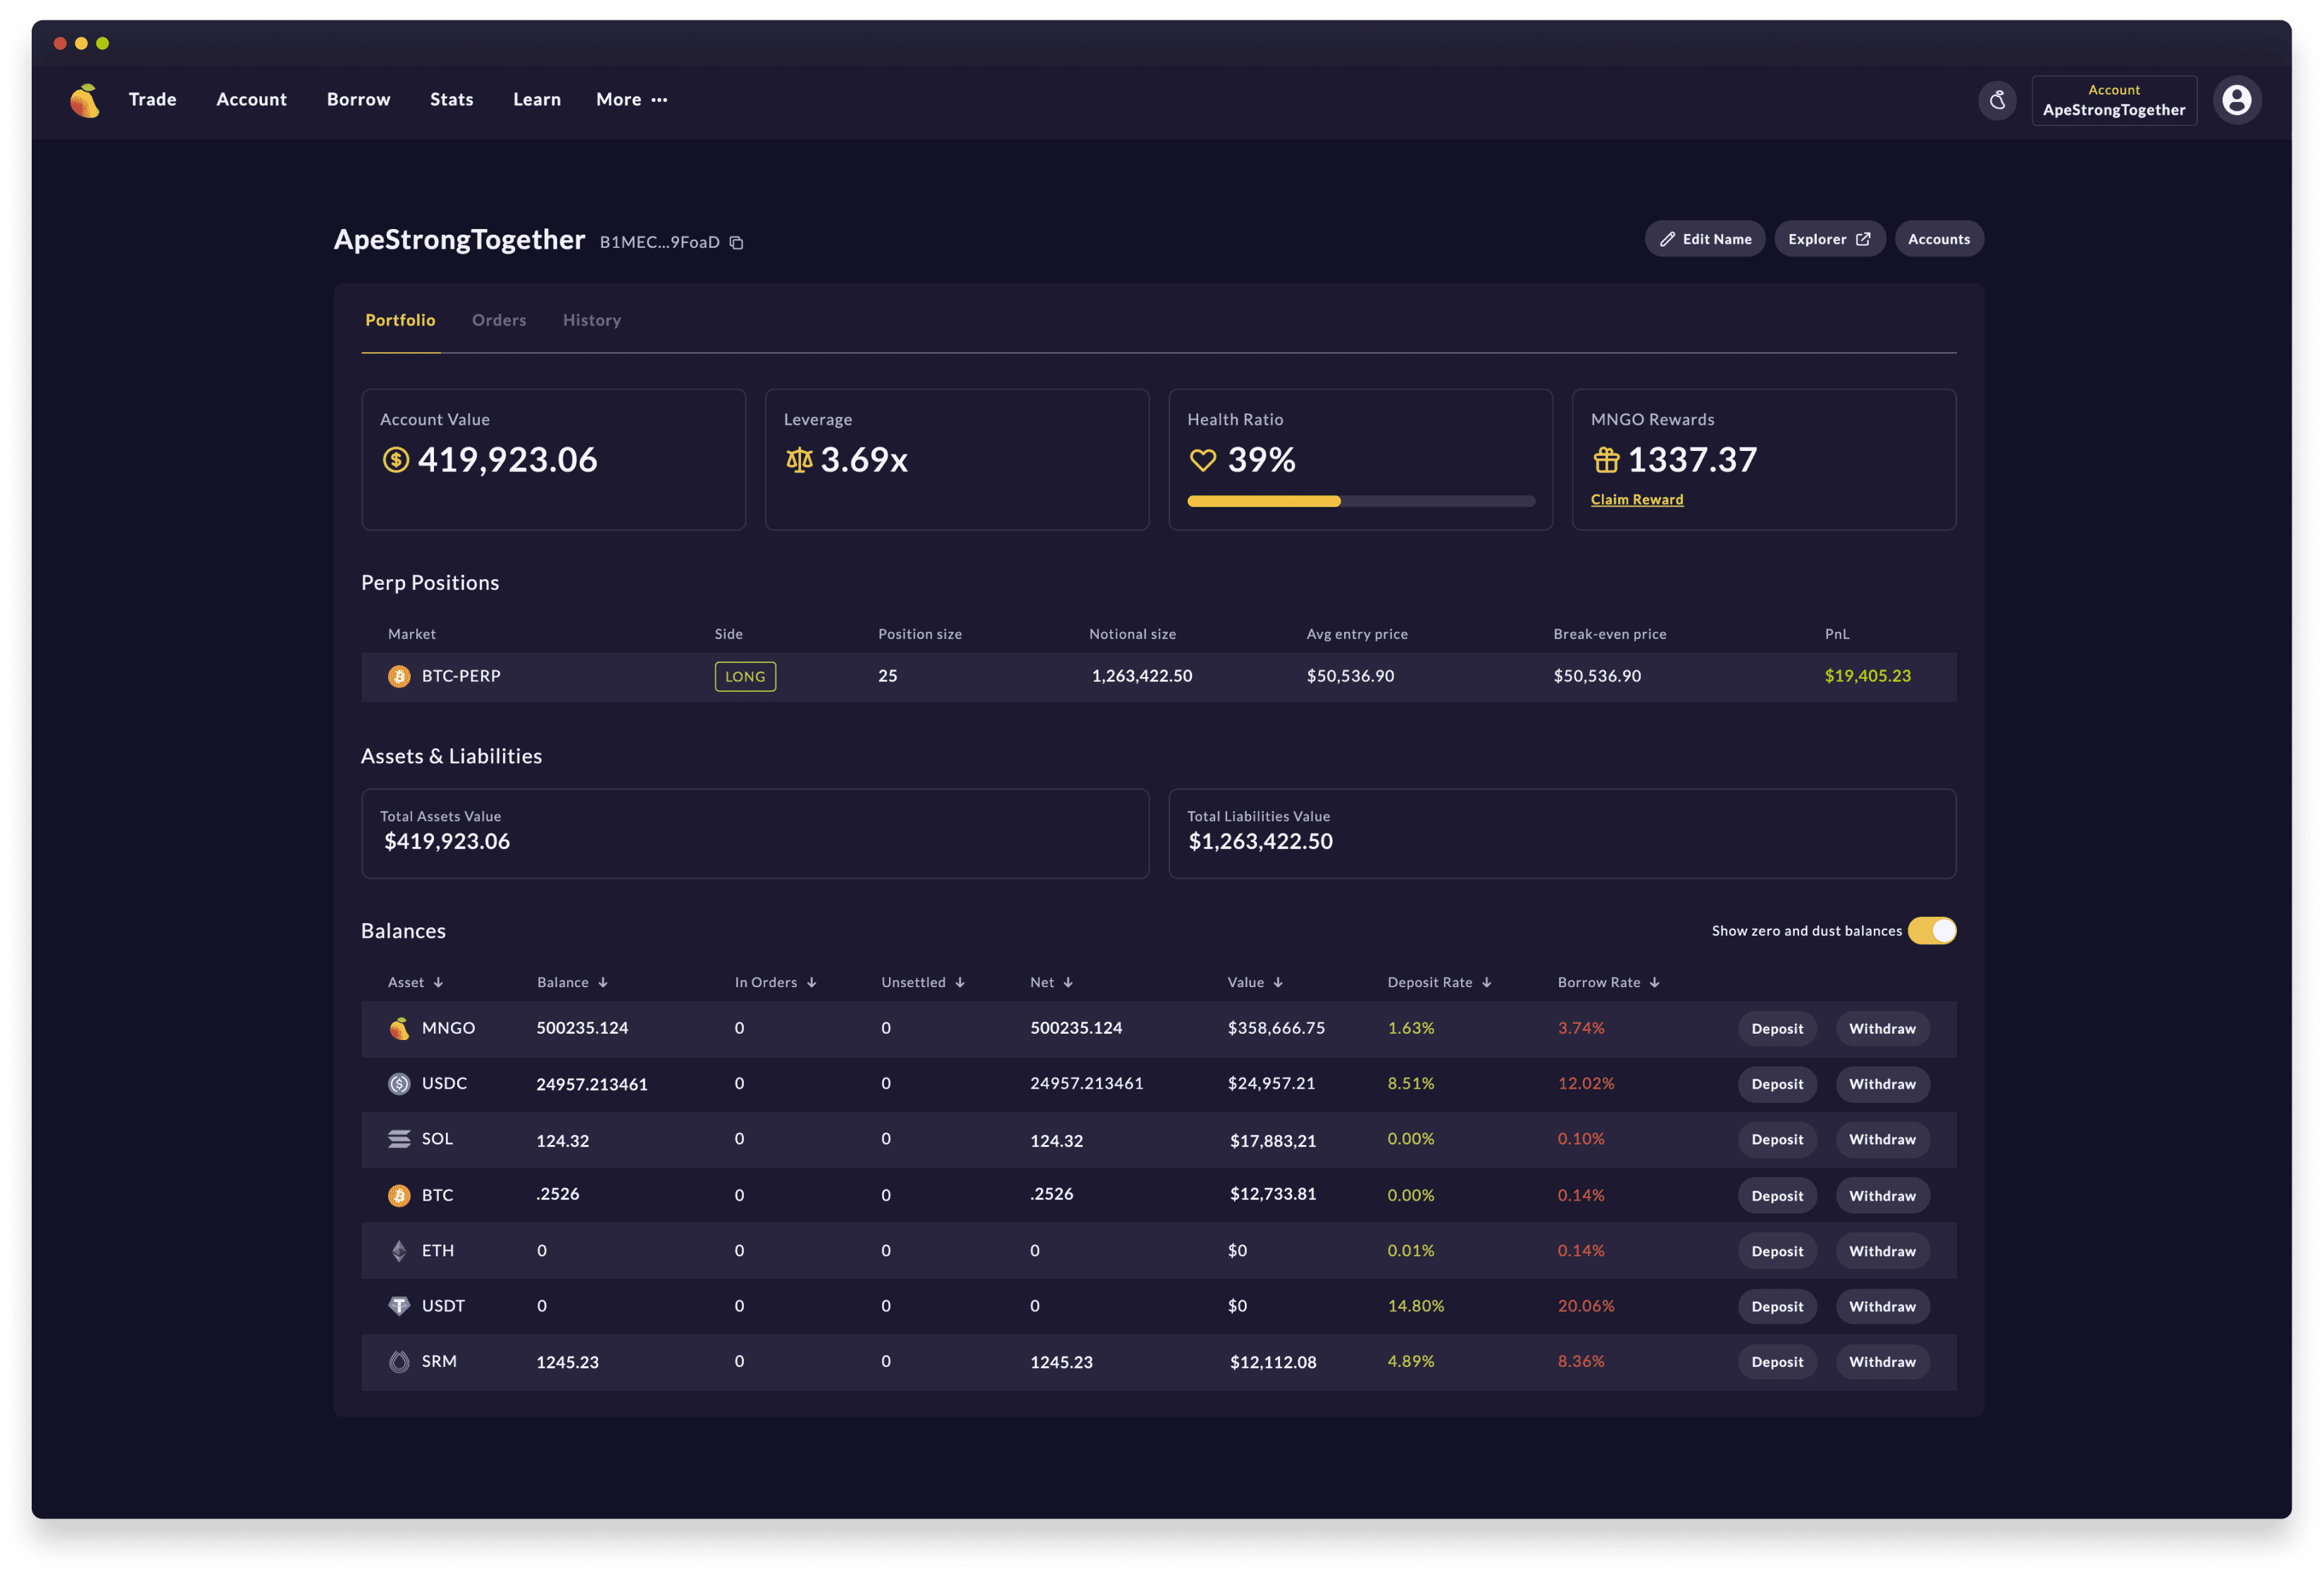 Trade Account Borrow Stats Learn More ···
Account
ApeStrongTogether
ApeStrongTogether B1MEC...9FoaD
Edit Name Explorer Accounts
Portfolio Orders History
Account Value Leverage Health Ratio MNGO Rewards
419,923.06 3.69x 39% 1337.37
Claim Reward
Perp Positions
Market Side Position size Notional size Avg entry price Break-even price PnL
BTC-PERP LONG 25 1,263,422.50 $50,536.90 $50,536.90 $19,405.23
Assets & Liabilities
Total Assets Value Total Liabilities Value
$419,923.06 $1,263,422.50
Balances Show zero and dust balances
Asset Balance In Orders Unsettled Net Value Deposit Rate Borrow Rate
MNGO 500235.124 0 0 500235.124 $358,666.75 1.63% 3.74% Deposit Withdraw
USDC 24957.213461 0 0 24957.213461 $24,957.21 8.51% 12.02% Deposit Withdraw
SOL 124.32 0 0 124.32 $17,883,21 0.00% 0.10% Deposit Withdraw
BTC .2526 0 0 .2526 $12,733.81 0.00% 0.14% Deposit Withdraw
ETH 0 0 0 0 $0 0.01% 0.14% Deposit Withdraw
USDT 0 0 0 0 $0 14.80% 20.06% Deposit Withdraw
SRM 1245.23 0 0 1245.23 $12,112.08 4.89% 8.36% Deposit Withdraw